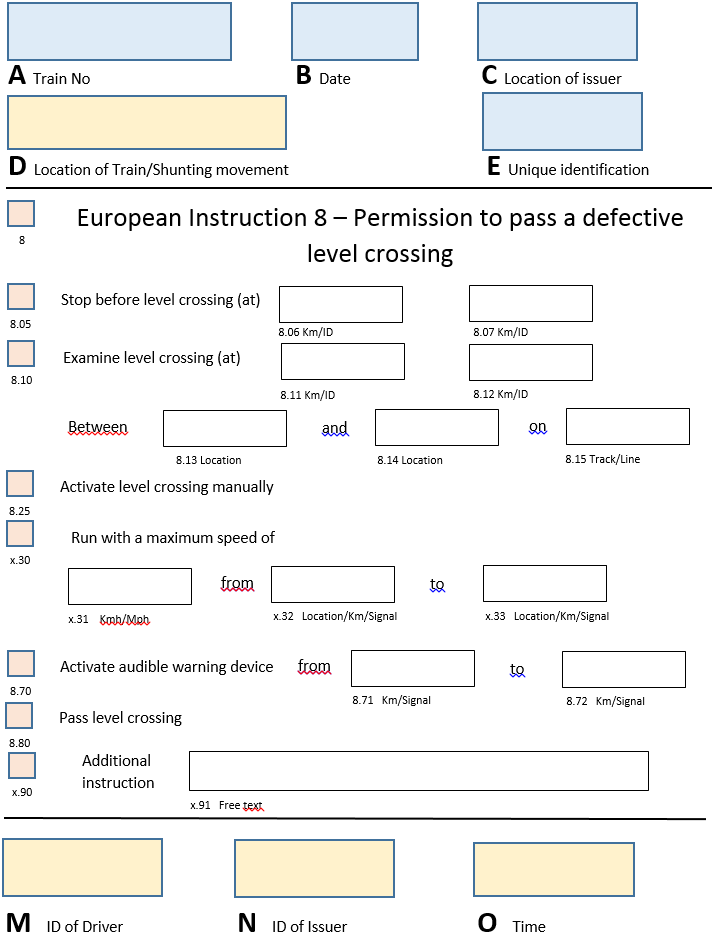 A Train No
B Date
C Location of issuer
D Location of Train/Shunting movement
E Unique identification
8
European Instruction 8 – Permission to pass a defective
level crossing
Stop before level crossing (at)
8.05
8.06 Km/ID
8.07 Km/ID
Examine level crossing (at)
8.10
8.11 Km/ID
8.12 Km/ID
Between and on
8.13 Location
8.14 Location
8.15 Track/Line
Activate level crossing manually
8.25
Run with a maximum speed of
x.30
from to
x.31 Kmh/Mph
x.32 Location/Km/Signal
x.33 Location/Km/Signal
Activate audible warning device from to
8.70
8.71 Km/Signal
8.72 Km/Signal
Pass level crossing
8.80
Additional
instruction
x.90
x.91 Free text
M ID of Driver
N ID of Issuer
O Time